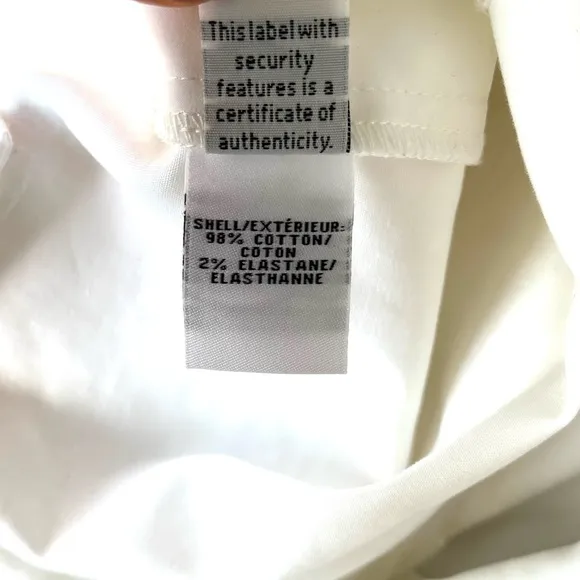 This label with
security
features is a
certificate of
authenticity.
SHELL/EXTÉRIEUR:
98% COTTON/
COTON
2% ELASTANE/
ELASTHANNE